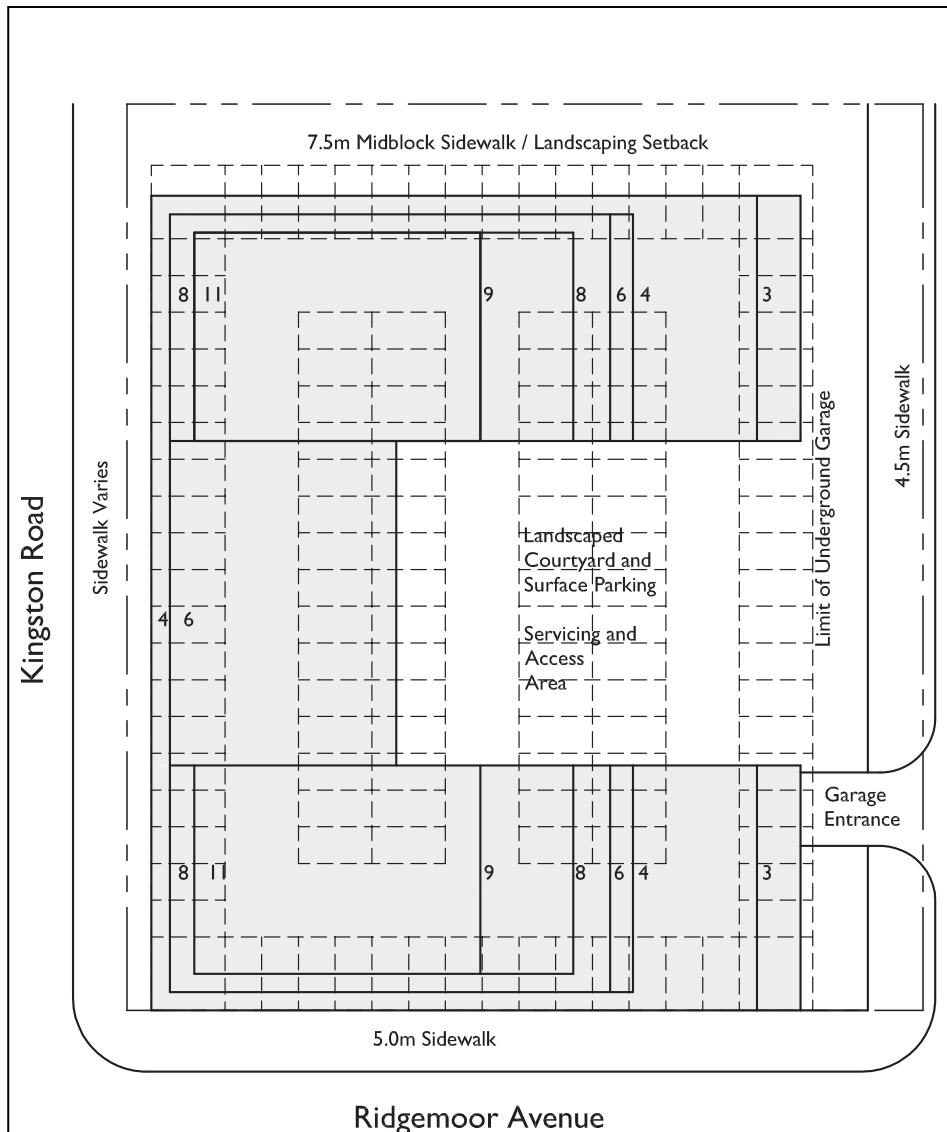 7.5m Midblock Sidewalk / Landscaping Setback
8 11 9 8 6 4 3
4.5m Sidewalk
Limit of Underground Garage
Sidewalk Varies
Kingston Road
Landscaped
Courtyard and
Surface Parking
Servicing and
Access
Area
4 6
Garage
Entrance
8 11 9 8 6 4 3
5.0m Sidewalk
Ridgemoor Avenue